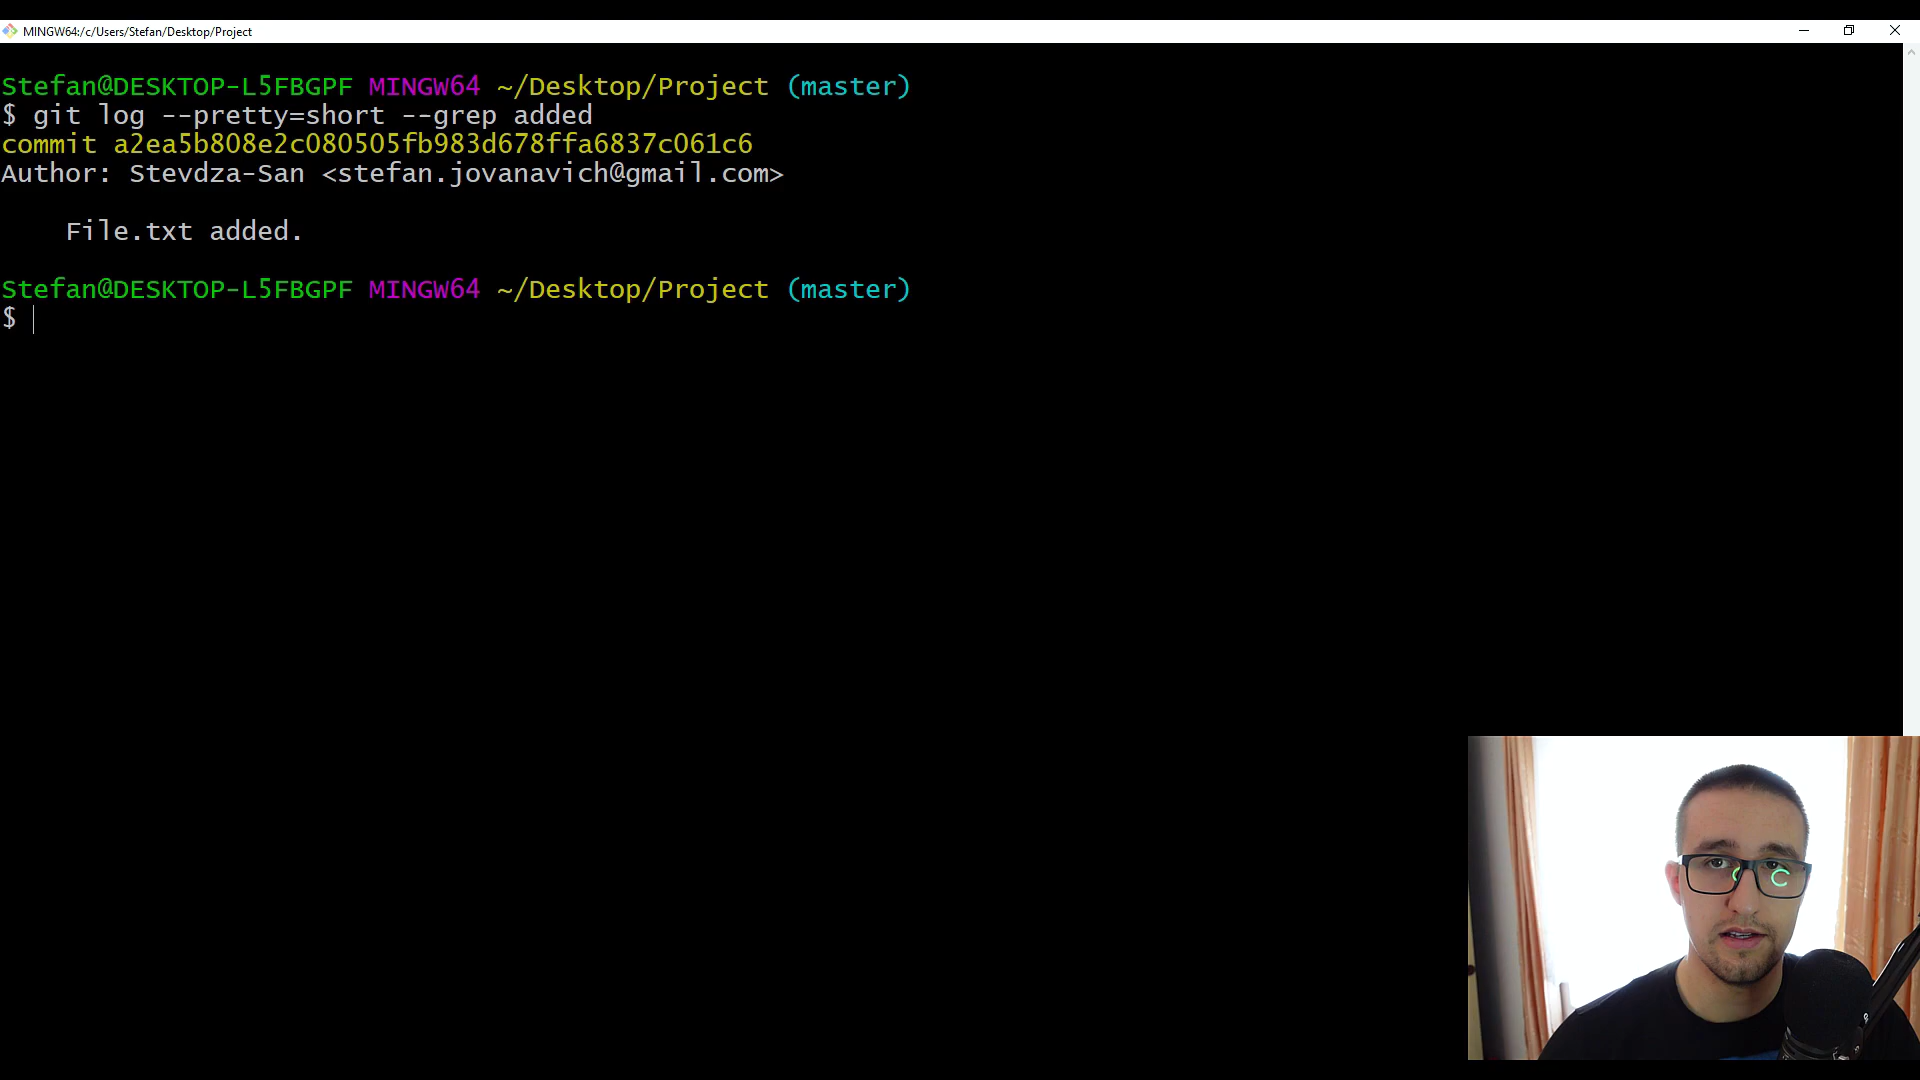 MINGW64:/c/Users/Stefan/Desktop/Project
Stefan@DESKTOP-L5FBGPF MINGW64 ~/Desktop/Project (master)
$ git log --pretty=short --grep added
commit a2ea5b808e2c080505fb983d678ffa6837c061c6
Author: Stevdza-San <stefan.jovanavich@gmail.com>
File.txt added.
Stefan@DESKTOP-L5FBGPF MINGW64 ~/Desktop/Project (master)
$